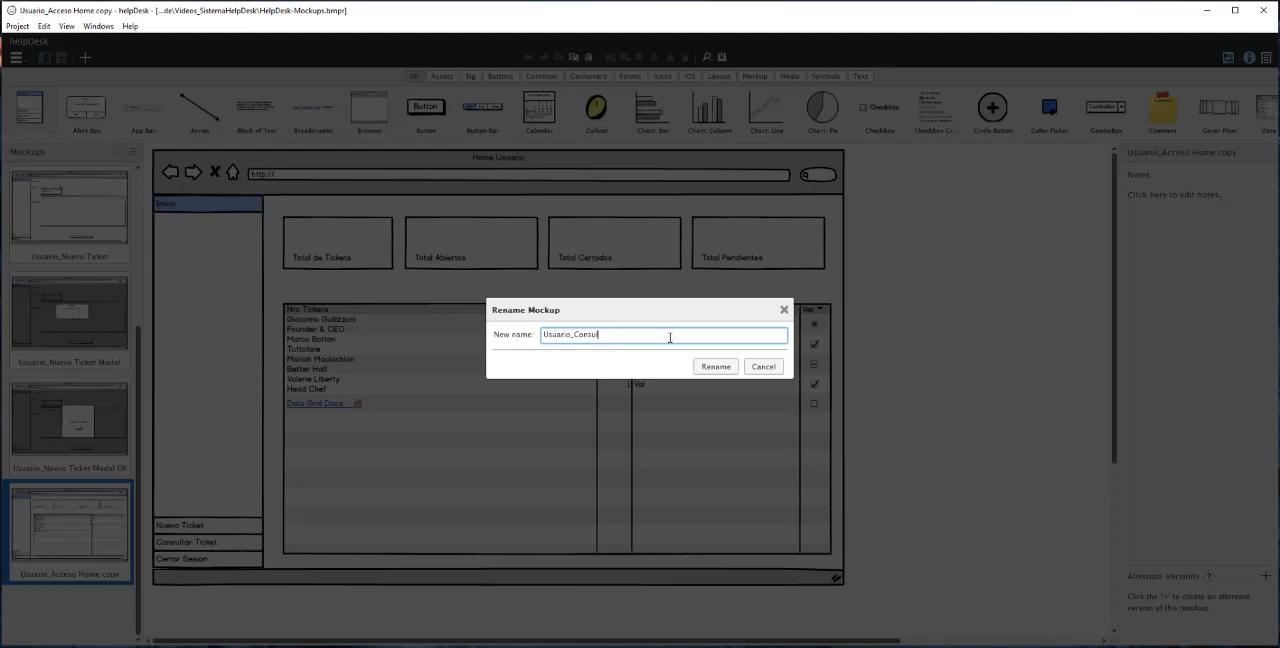 Usuario_Acceso Home copy - helpDesk - [...de\Videos_SistemaHelpDesk\HelpDesk-Mockups.bmpr]
Project Edit View Windows Help
helpDesk
All Assets Big Buttons Common Containers Forms Icons iOS Layout Markup Media Symbols Text
Alert Box App Bar Arrow Block of Text Breadcrumbs Browser Button Button Bar Calendar Callout Chart: Bar Chart: Column Chart: Line Chart: Pie Checkbox Checkbox Gr... Circle Button Color Picker ComboBox Comment Cover Flow Data
Button
Checkbox
ComboBox
Mockups
Usuario_Nuevo Ticket
Usuario_Nuevo Ticket Modal
Usuario_Nuevo Ticket Modal OK
Usuario_Acceso Home copy
Home Usuario
http://
Inicio
Total de Tickets
Total Abiertos
Total Cerrados
Total Pendientes
Nro Tickets
Ver
Giacomo Guilizzoni
Founder & CEO
Marco Botton
Tuttofare
Mariah Maclachlan
Better Half
Valerie Liberty
Head Chef
Val
Data Grid Docs
Nuevo Ticket
Consultar Ticket
Cerrar Sesion
Rename Mockup
New name: Usuario_Consul
Rename Cancel
Usuario_Acceso Home copy
Notes
Click here to edit notes.
Alternate Versions ?
Click the '+' to create an alternate
version of this mockup.